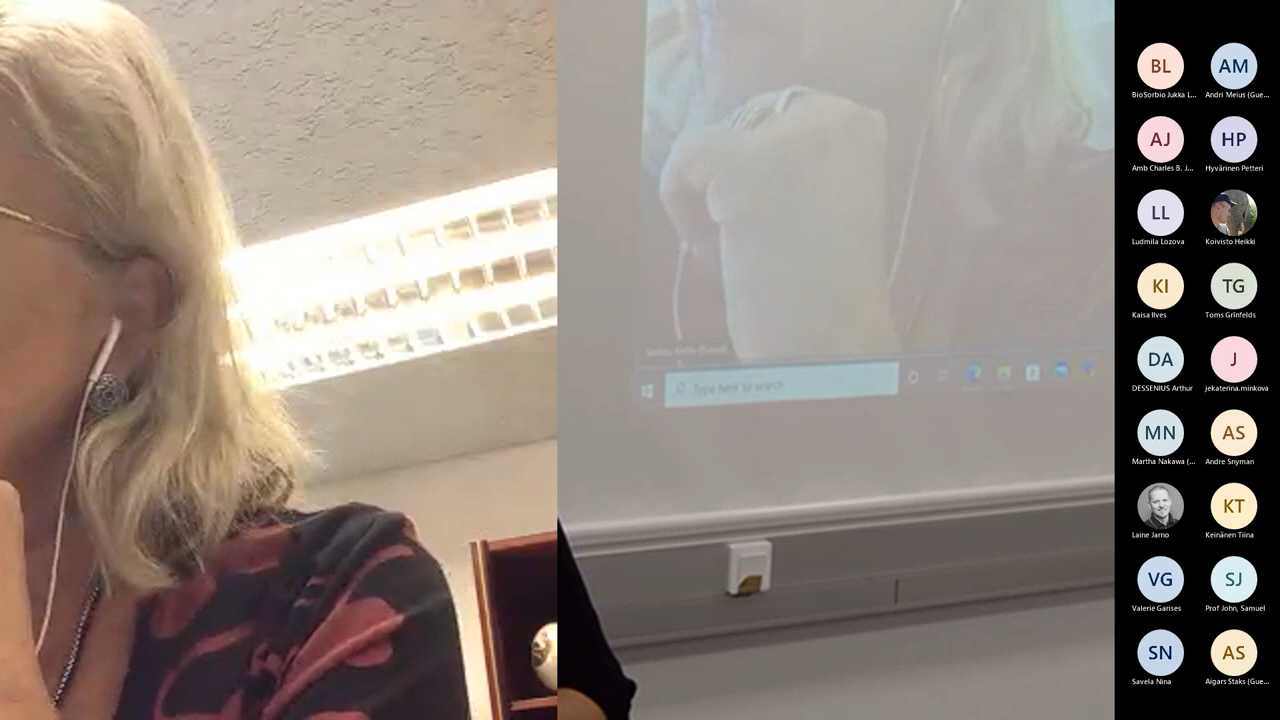 Type here to search
BL
AM
BioSorbio Jukka L...
Andri Meius (Gue...
AJ
HP
Amb Charles B. J...
Hyvärinen Petteri
LL
Ludmila Lozova
Koivisto Heikki
KI
TG
Kaisa Ilves
Toms Grīnfelds
DA
J
DESSENIUS Arthur
jekaterina.minkova
MN
AS
Martha Nakawa (...
Andre Snyman
KT
Laine Jarno
Keinänen Tiina
VG
SJ
Valerie Garises
Prof John, Samuel
SN
AS
Savela Nina
Aigars Staks (Gue...